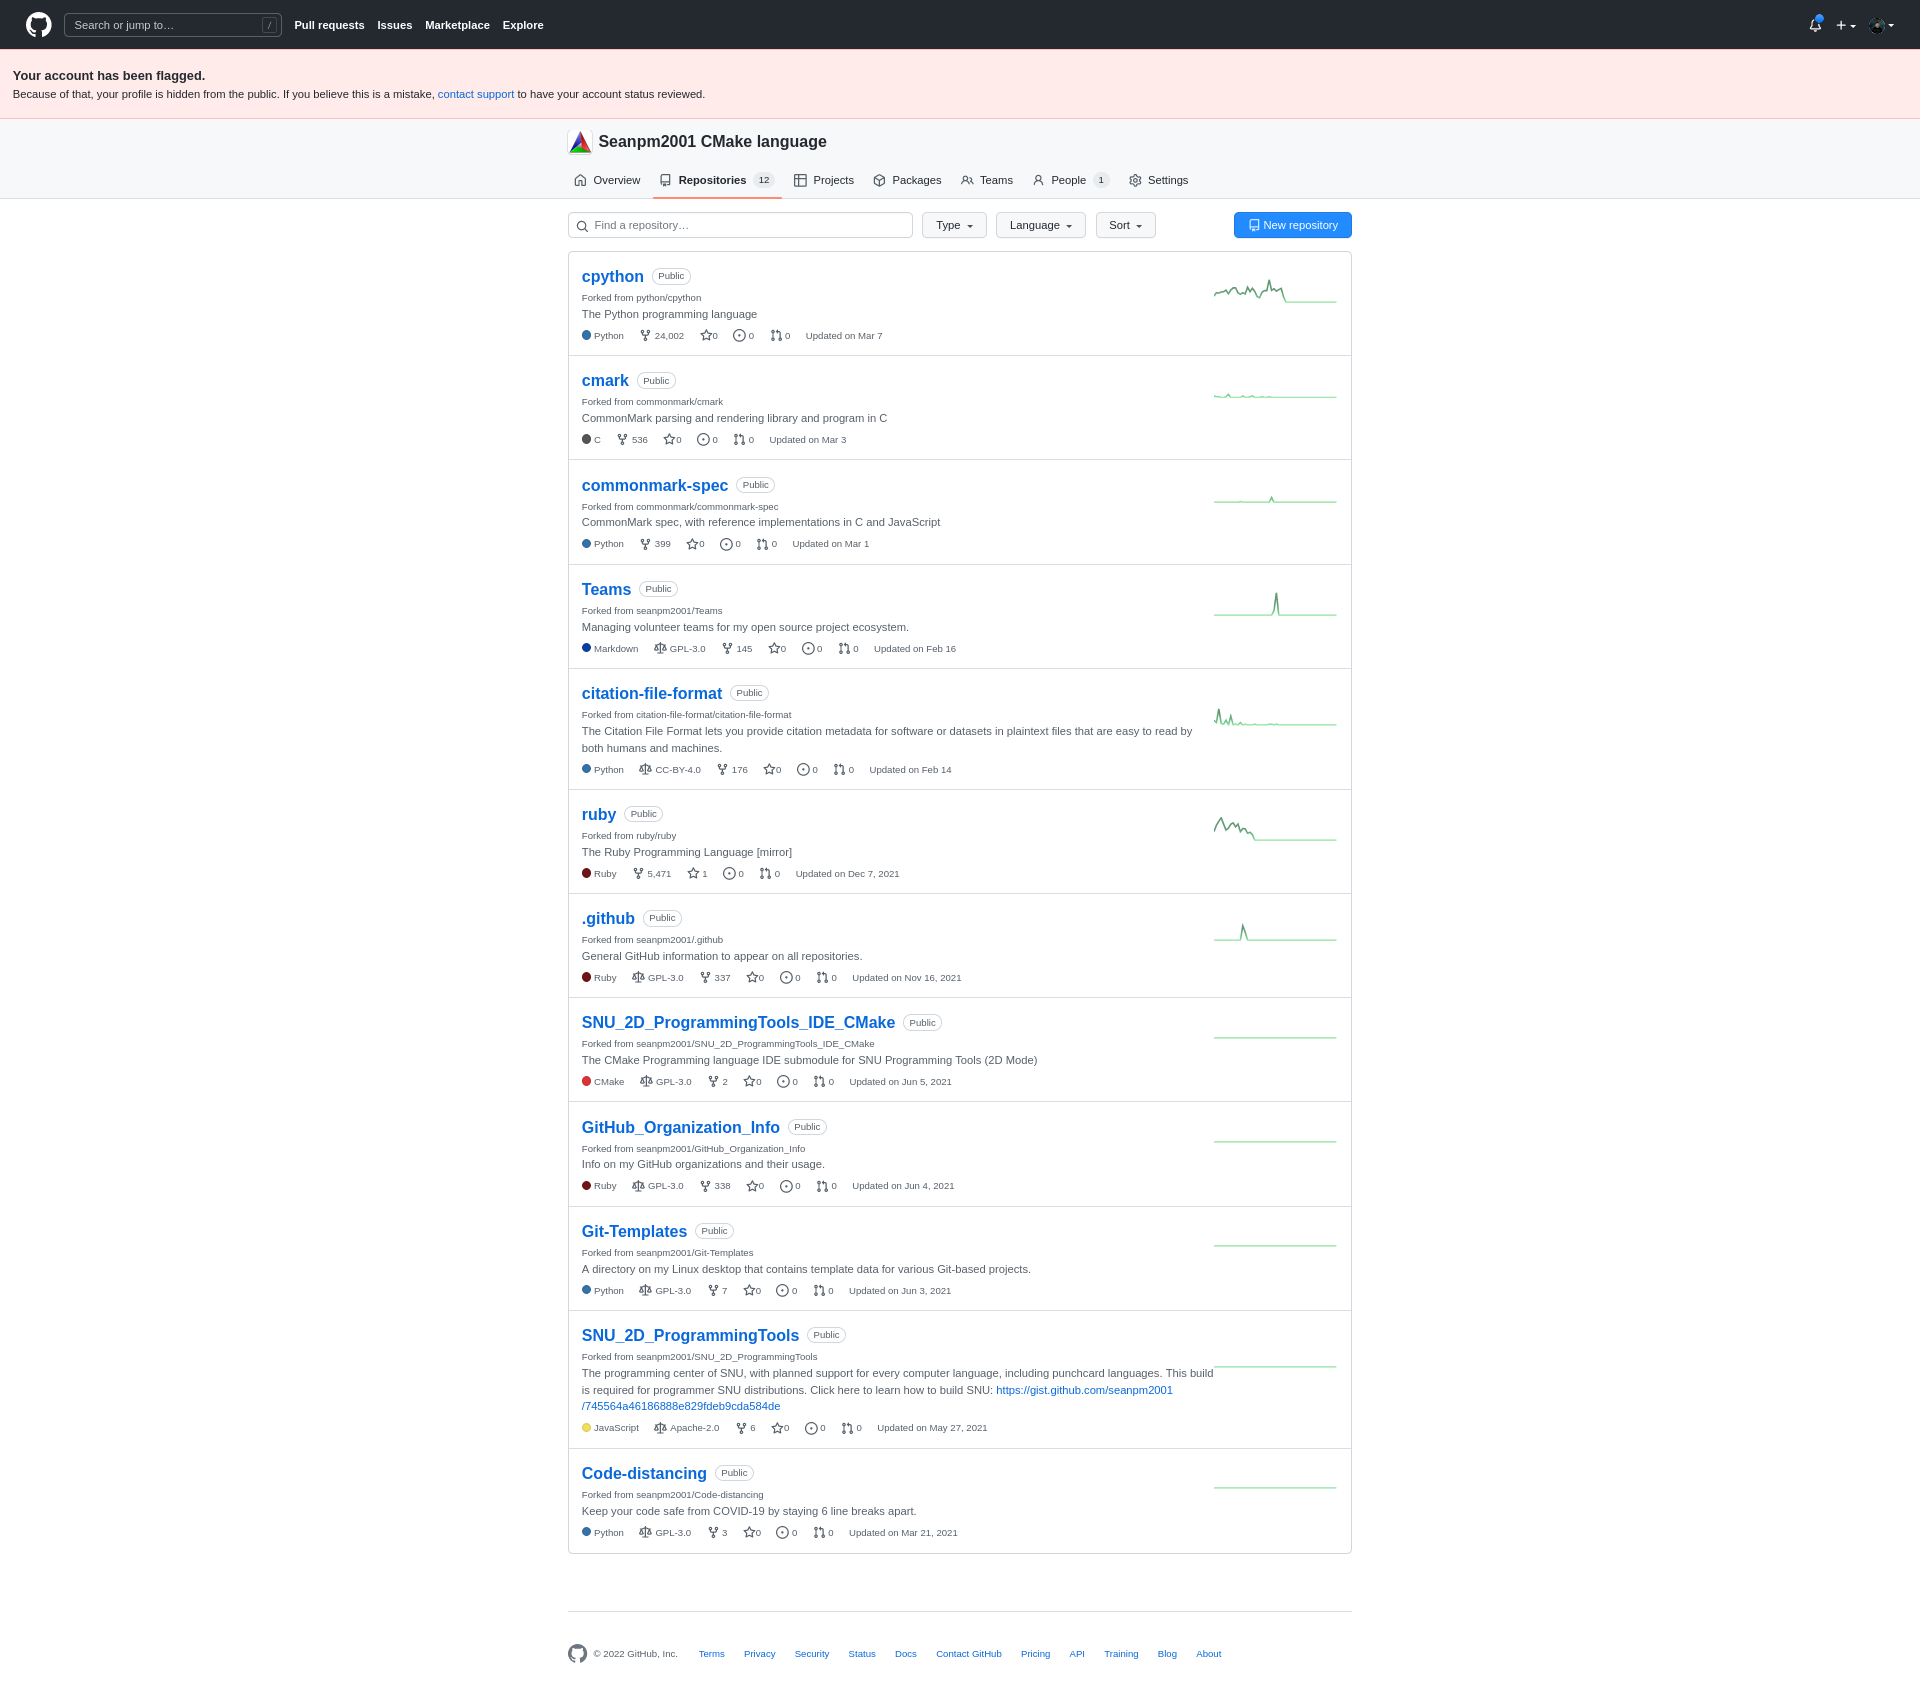 Search or jump to… /
Pull requests Issues Marketplace Explore
Your account has been flagged.
Because of that, your profile is hidden from the public. If you believe this is a mistake, contact support to have your account status reviewed.
Seanpm2001 CMake language
Overview Repositories 12 Projects Packages Teams People 1 Settings
Find a repository… Type Language Sort New repository
cpython Public
Forked from python/cpython
The Python programming language
Python 24,002 0 0 0 Updated on Mar 7
cmark Public
Forked from commonmark/cmark
CommonMark parsing and rendering library and program in C
C 536 0 0 0 Updated on Mar 3
commonmark-spec Public
Forked from commonmark/commonmark-spec
CommonMark spec, with reference implementations in C and JavaScript
Python 399 0 0 0 Updated on Mar 1
Teams Public
Forked from seanpm2001/Teams
Managing volunteer teams for my open source project ecosystem.
Markdown GPL-3.0 145 0 0 0 Updated on Feb 16
citation-file-format Public
Forked from citation-file-format/citation-file-format
The Citation File Format lets you provide citation metadata for software or datasets in plaintext files that are easy to read by
both humans and machines.
Python CC-BY-4.0 176 0 0 0 Updated on Feb 14
ruby Public
Forked from ruby/ruby
The Ruby Programming Language [mirror]
Ruby 5,471 1 0 0 Updated on Dec 7, 2021
.github Public
Forked from seanpm2001/.github
General GitHub information to appear on all repositories.
Ruby GPL-3.0 337 0 0 0 Updated on Nov 16, 2021
SNU_2D_ProgrammingTools_IDE_CMake Public
Forked from seanpm2001/SNU_2D_ProgrammingTools_IDE_CMake
The CMake Programming language IDE submodule for SNU Programming Tools (2D Mode)
CMake GPL-3.0 2 0 0 0 Updated on Jun 5, 2021
GitHub_Organization_Info Public
Forked from seanpm2001/GitHub_Organization_Info
Info on my GitHub organizations and their usage.
Ruby GPL-3.0 338 0 0 0 Updated on Jun 4, 2021
Git-Templates Public
Forked from seanpm2001/Git-Templates
A directory on my Linux desktop that contains template data for various Git-based projects.
Python GPL-3.0 7 0 0 0 Updated on Jun 3, 2021
SNU_2D_ProgrammingTools Public
Forked from seanpm2001/SNU_2D_ProgrammingTools
The programming center of SNU, with planned support for every computer language, including punchcard languages. This build
is required for programmer SNU distributions. Click here to learn how to build SNU: https://gist.github.com/seanpm2001
/745564a46186888e829fdeb9cda584de
JavaScript Apache-2.0 6 0 0 0 Updated on May 27, 2021
Code-distancing Public
Forked from seanpm2001/Code-distancing
Keep your code safe from COVID-19 by staying 6 line breaks apart.
Python GPL-3.0 3 0 0 0 Updated on Mar 21, 2021
© 2022 GitHub, Inc. Terms Privacy Security Status Docs Contact GitHub Pricing API Training Blog About